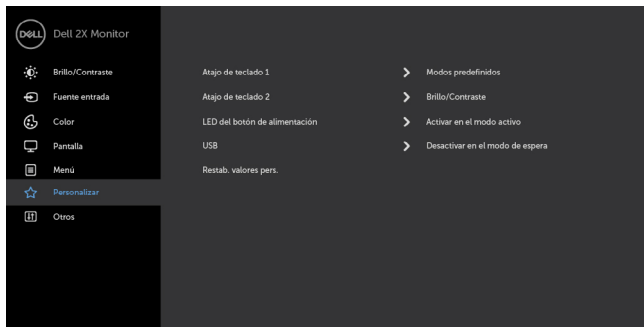 DELL Dell 2X Monitor
Brillo/Contraste
Fuente entrada
Color
Pantalla
Menú
Personalizar
Otros
Atajo de teclado 1 Modos predefinidos
Atajo de teclado 2 Brillo/Contraste
LED del botón de alimentación Activar en el modo activo
USB Desactivar en el modo de espera
Restab. valores pers.